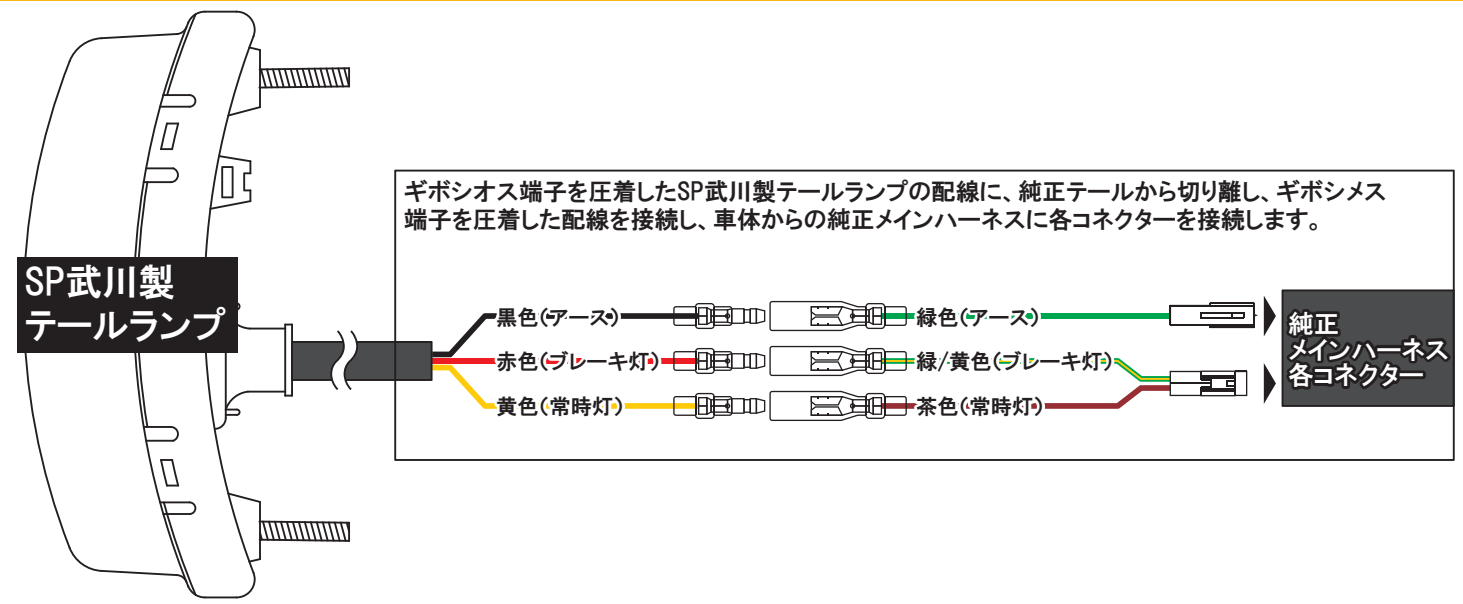 ギボシオス端子を圧着したSP武川製テールランプの配線に、純正テールから切り離し、ギボシメス
端子を圧着した配線を接続し、車体からの純正メインハーネスに各コネクターを接続します。
SP武川製
テールランプ
黒色(アース)
緑色(アース)
赤色(ブレーキ灯)
緑/黄色(ブレーキ灯)
黄色(常時灯)
茶色(常時灯)
純正
メインハーネス
各コネクター